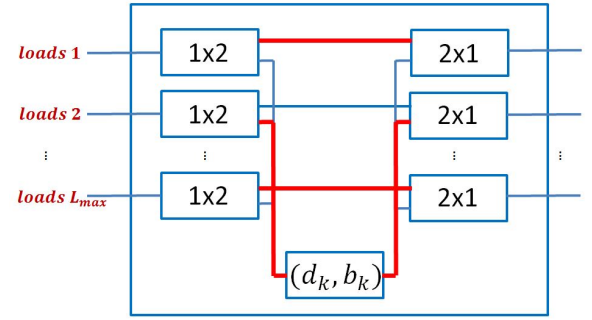 loads 1 1x2 2x1
loads 2 1x2 2x1
⋮ ⋮ ⋮ ⋮
loads L_max 1x2 2x1
(d_k, b_k)